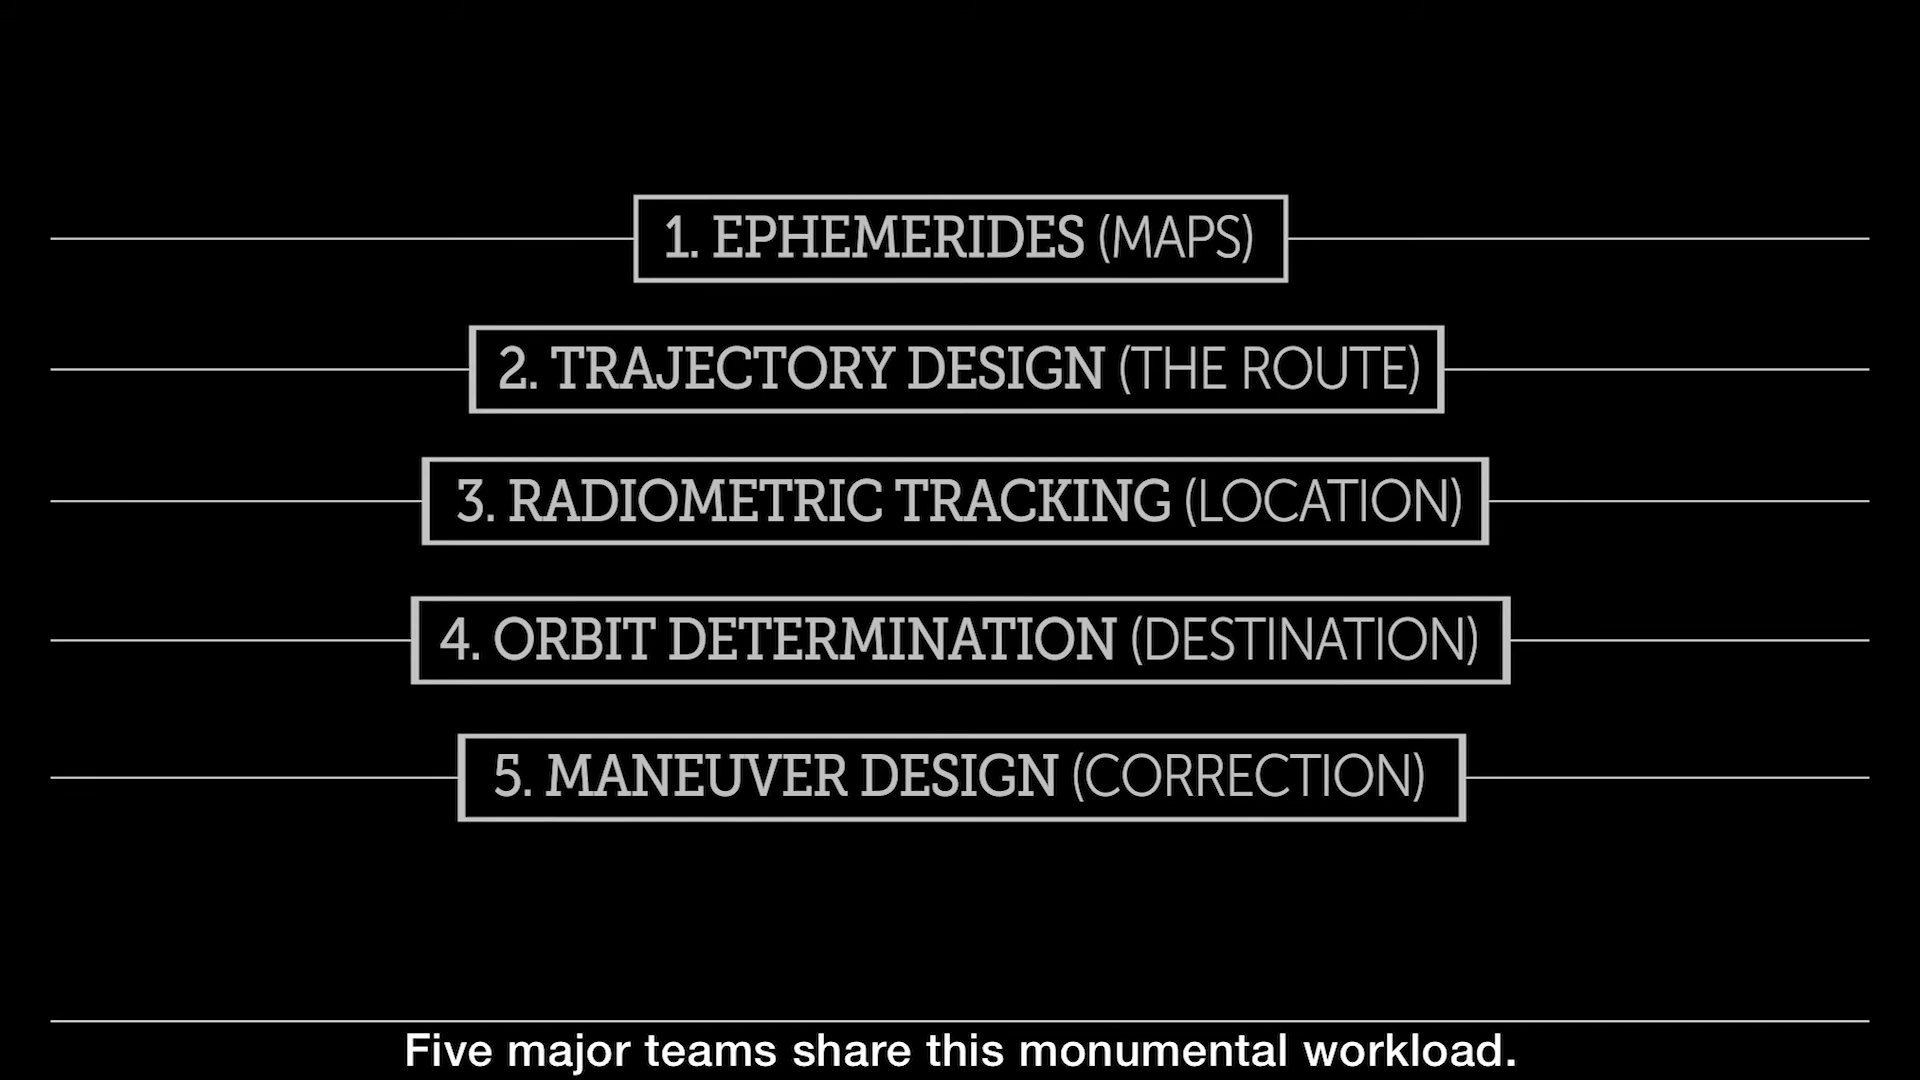 1. EPHEMERIDES (MAPS)
2. TRAJECTORY DESIGN (THE ROUTE)
3. RADIOMETRIC TRACKING (LOCATION)
4. ORBIT DETERMINATION (DESTINATION)
5. MANEUVER DESIGN (CORRECTION)
Five major teams share this monumental workload.